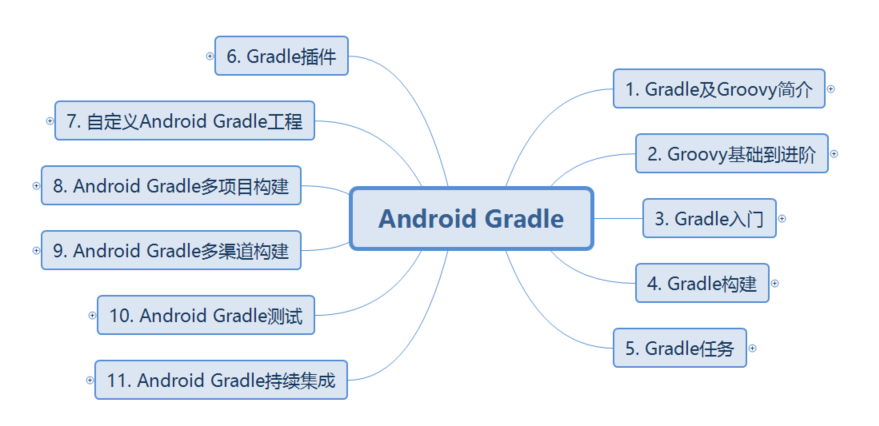 Android Gradle
1. Gradle及Groovy简介
2. Groovy基础到进阶
3. Gradle入门
4. Gradle构建
5. Gradle任务
6. Gradle插件
7. 自定义Android Gradle工程
8. Android Gradle多项目构建
9. Android Gradle多渠道构建
10. Android Gradle测试
11. Android Gradle持续集成